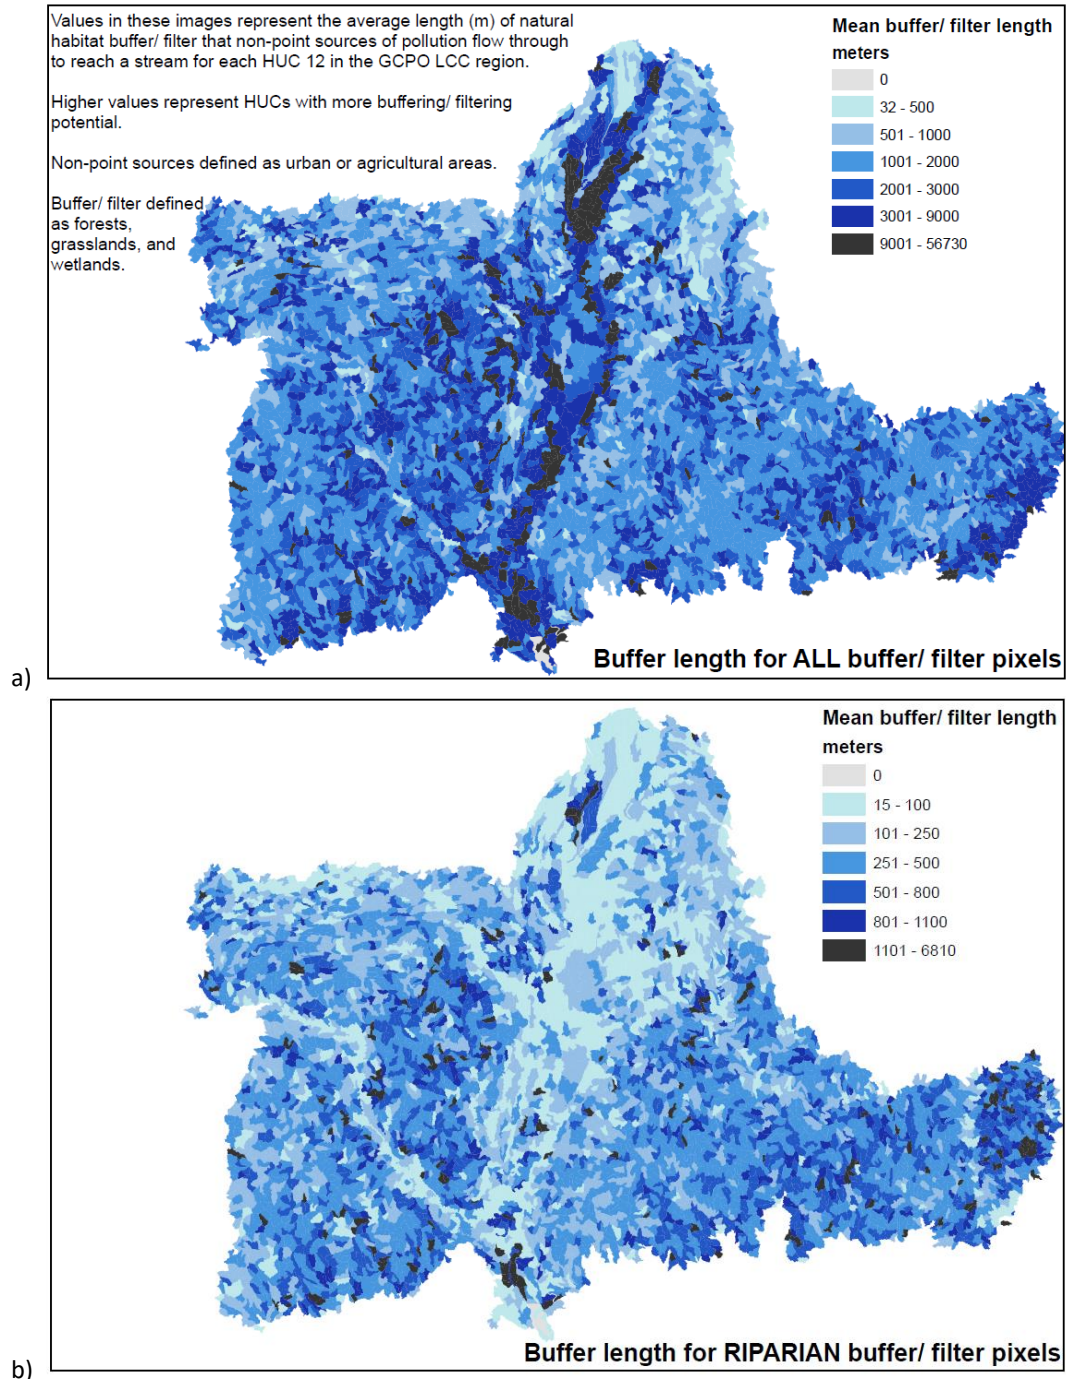 Values in these images represent the average length (m) of natural
habitat buffer/ filter that non-point sources of pollution flow through
to reach a stream for each HUC 12 in the GCPO LCC region.
Higher values represent HUCs with more buffering/ filtering
potential.
Non-point sources defined as urban or agricultural areas.
Buffer/ filter defined
as forests,
grasslands, and
wetlands.
Mean buffer/ filter length
meters
0
32 - 500
501 - 1000
1001 - 2000
2001 - 3000
3001 - 9000
9001 - 56730
Buffer length for ALL buffer/ filter pixels
a)
Mean buffer/ filter length
meters
0
15 - 100
101 - 250
251 - 500
501 - 800
801 - 1100
1101 - 6810
Buffer length for RIPARIAN buffer/ filter pixels
b)